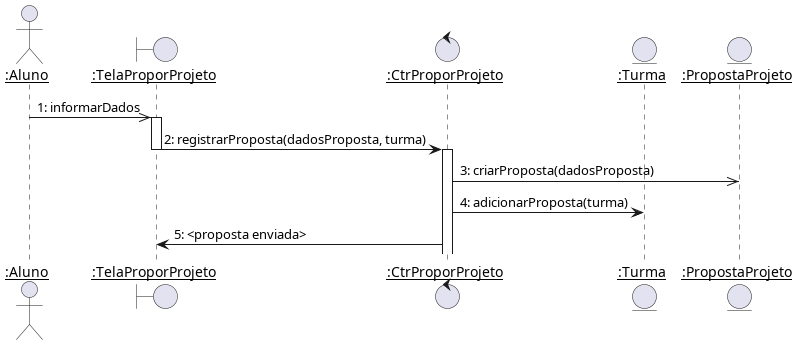 :Aluno
:TelaProporProjeto
:CtrProporProjeto
:Turma
:PropostaProjeto
1: informarDados
2: registrarProposta(dadosProposta, turma)
3: criarProposta(dadosProposta)
4: adicionarProposta(turma)
5: <proposta enviada>
:Aluno
:TelaProporProjeto
:CtrProporProjeto
:Turma
:PropostaProjeto